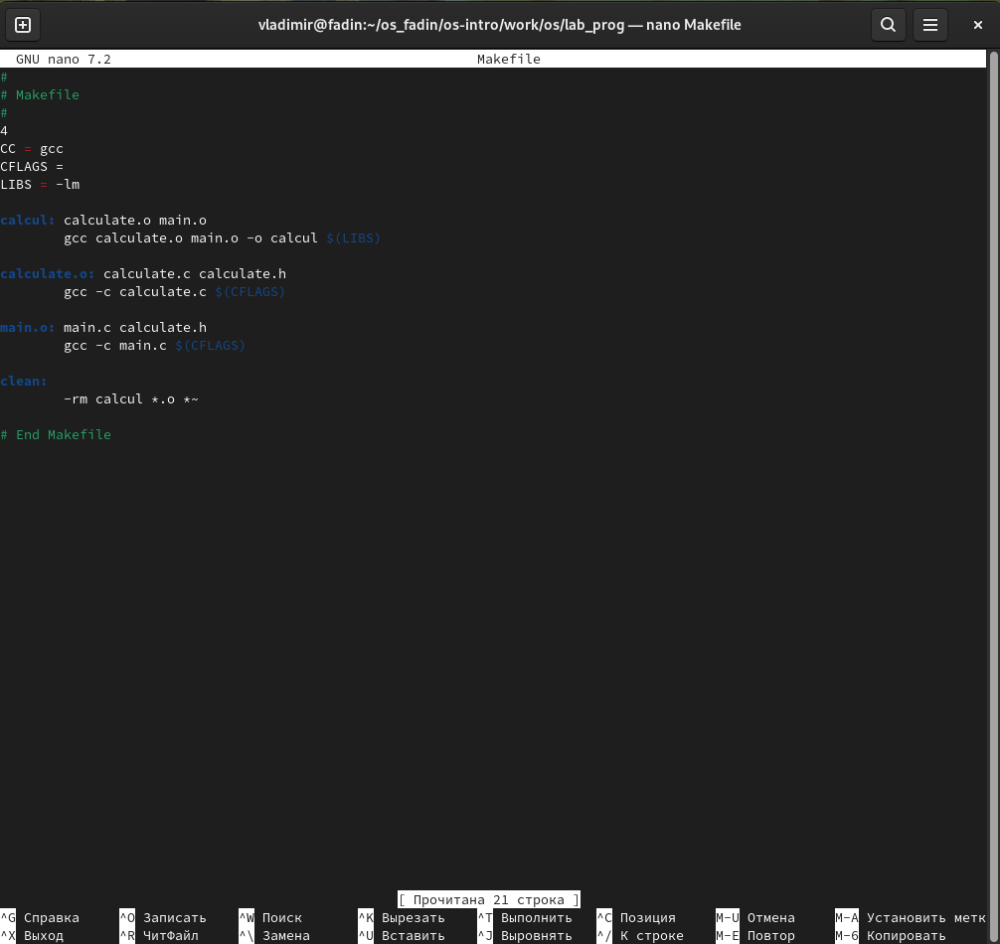 vladimir@fadin:~/os_fadin/os-intro/work/os/lab_prog — nano Makefile
GNU nano 7.2 Makefile
#
# Makefile
#
4
CC = gcc
CFLAGS =
LIBS = -lm
calcul: calculate.o main.o
gcc calculate.o main.o -o calcul $(LIBS)
calculate.o: calculate.c calculate.h
gcc -c calculate.c $(CFLAGS)
main.o: main.c calculate.h
gcc -c main.c $(CFLAGS)
clean:
-rm calcul *.o *~
# End Makefile
[ Прочитана 21 строка ]
^G Справка ^O Записать ^W Поиск ^K Вырезать ^T Выполнить ^C Позиция M-U Отмена M-A Установить метк
^X Выход ^R ЧитФайл ^\ Замена ^U Вставить ^J Выровнять ^/ К строке M-E Повтор M-6 Копировать